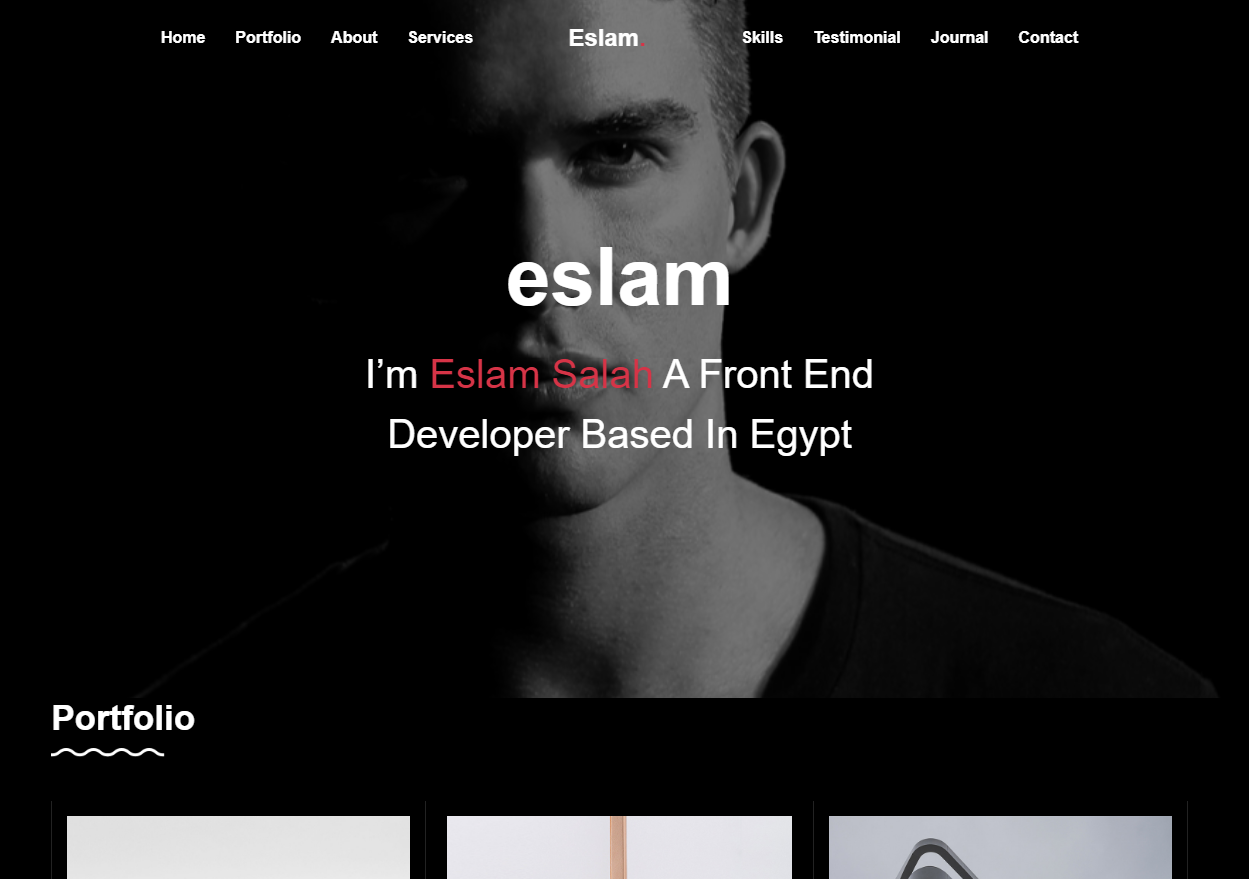 Home Portfolio About Services Eslam. Skills Testimonial Journal Contact
eslam
I’m Eslam Salah A Front End
Developer Based In Egypt
Portfolio